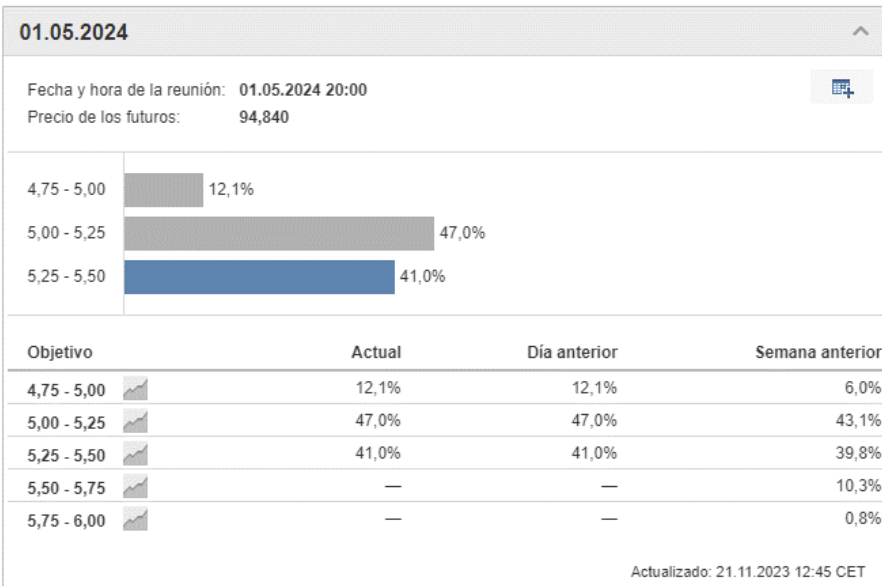 01.05.2024
Fecha y hora de la reunión: 01.05.2024 20:00
Precio de los futuros: 94,840
4,75 - 5,00 12,1%
5,00 - 5,25 47,0%
5,25 - 5,50 41,0%
Objetivo Actual Día anterior Semana anterior
4,75 - 5,00 12,1% 12,1% 6,0%
5,00 - 5,25 47,0% 47,0% 43,1%
5,25 - 5,50 41,0% 41,0% 39,8%
5,50 - 5,75 — — 10,3%
5,75 - 6,00 — — 0,8%
Actualizado: 21.11.2023 12:45 CET